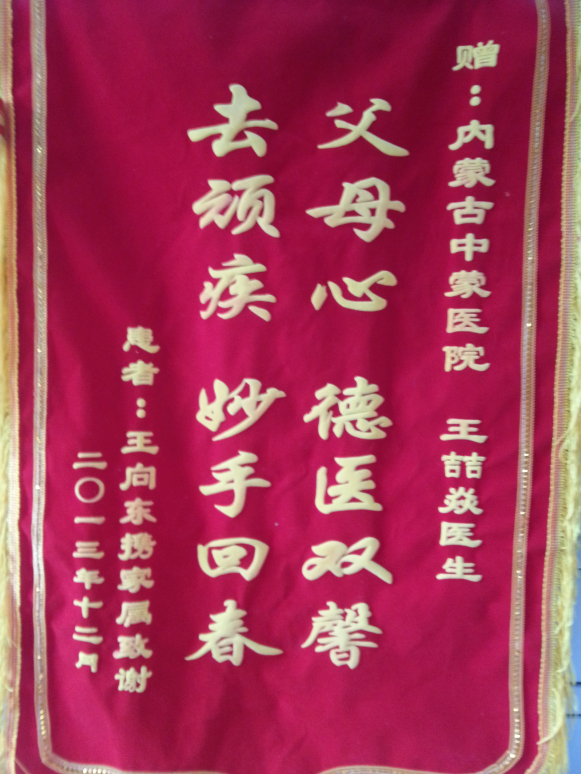 赠：内蒙古中蒙医院 王喆焱医生
父母心 德医双馨
去顽疾 妙手回春
患者：王向东携家属敬谢
二〇一三年十二月